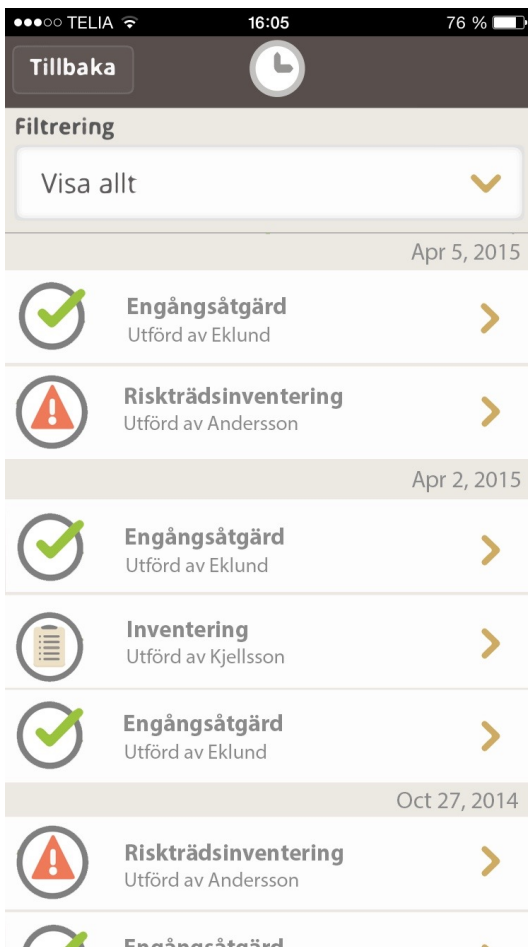 TELIA 16:05 76 %
Tillbaka
Filtrering
Visa allt
Apr 5, 2015
Engångsåtgärd
Utförd av Eklund
Riskträdsinventering
Utförd av Andersson
Apr 2, 2015
Engångsåtgärd
Utförd av Eklund
Inventering
Utförd av Kjellsson
Engångsåtgärd
Utförd av Eklund
Oct 27, 2014
Riskträdsinventering
Utförd av Andersson
Engångsåtgärd